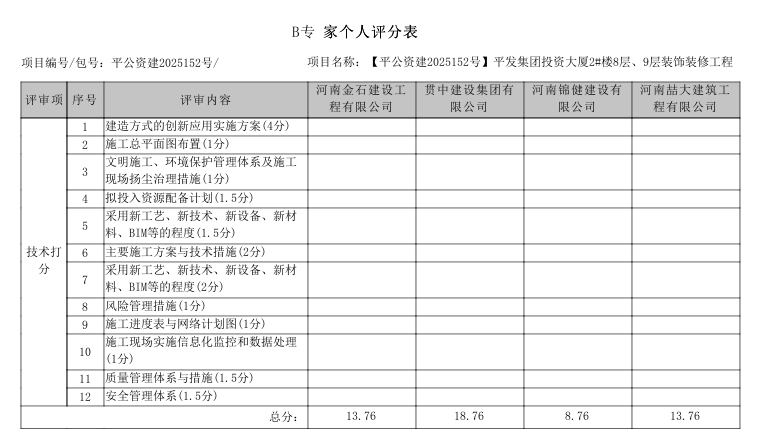 B专 家个人评分表
项目编号/包号: 平公资建2025152号/ 项目名称: 【平公资建2025152号】平发集团投资大厦2#楼8层、9层装饰装修工程
评审项 序号 评审内容 河南金石建设工程有限公司 贯中建设集团有限公司 河南锦健建设有限公司 河南喆大建筑工程有限公司
技术打分
1 建造方式的创新应用实施方案(4分)
2 施工总平面图布置(1分)
3 文明施工、环境保护管理体系及施工
现场扬尘治理措施(1分)
4 拟投入资源配备计划(1.5分)
5 采用新工艺、新技术、新设备、新材
料、BIM等的程度(1.5分)
6 主要施工方案与技术措施(2分)
7 采用新工艺、新技术、新设备、新材
料、BIM等的程度(2分)
8 风险管理措施(1分)
9 施工进度表与网络计划图(1分)
10 施工现场实施信息化监控和数据处理
(1分)
11 质量管理体系与措施(1.5分)
12 安全管理体系(1.5分)
总分: 13.76 18.76 8.76 13.76